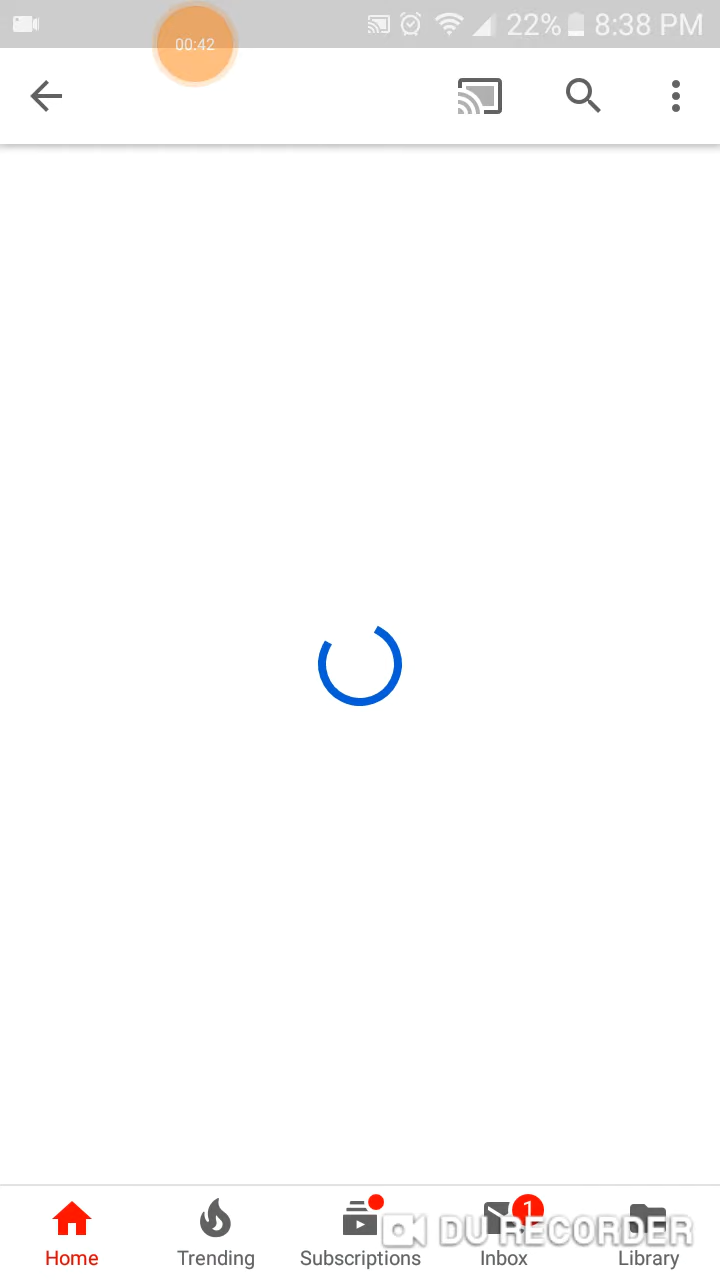 00:42
22% 8:38 PM
1
DU RECORDER
Home Trending Subscriptions Inbox Library